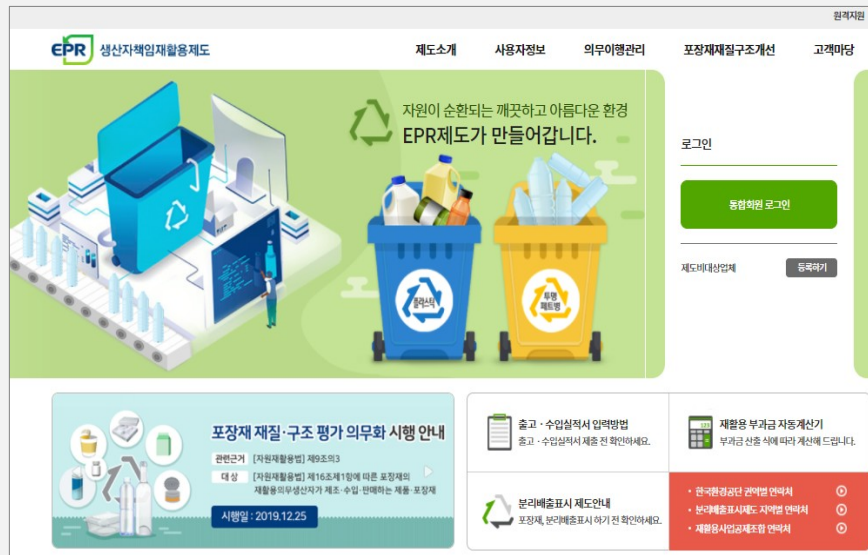 원격지원
EPR 생산자책임재활용제도
제도소개 사용자정보 의무이행관리 포장재재질구조개선 고객마당
자원이 순환되는 깨끗하고 아름다운 환경
EPR제도가 만들어갑니다.
플라스틱
투명
페트병
로그인
통합회원 로그인
제도비대상업체 등록하기
포장재 재질·구조 평가 의무화 시행 안내
관련근거 [자원재활용법] 제9조의3
대상 [자원재활용법] 제16조제1항에 따른 포장재의
재활용의무생산자가 제조·수입·판매하는 제품·포장재
시행일 : 2019.12.25
출고·수입실적서 입력방법
출고·수입실적서 제출 전 확인하세요.
123
재활용 부과금 자동계산기
부과금 산출 식에 따라 계산해 드립니다.
분리배출표시 제도안내
포장재, 분리배출표시 하기 전 확인하세요.
• 한국환경공단 권역별 연락처
• 분리배출표시제도 지역별 연락처
• 재활용사업공제조합 연락처